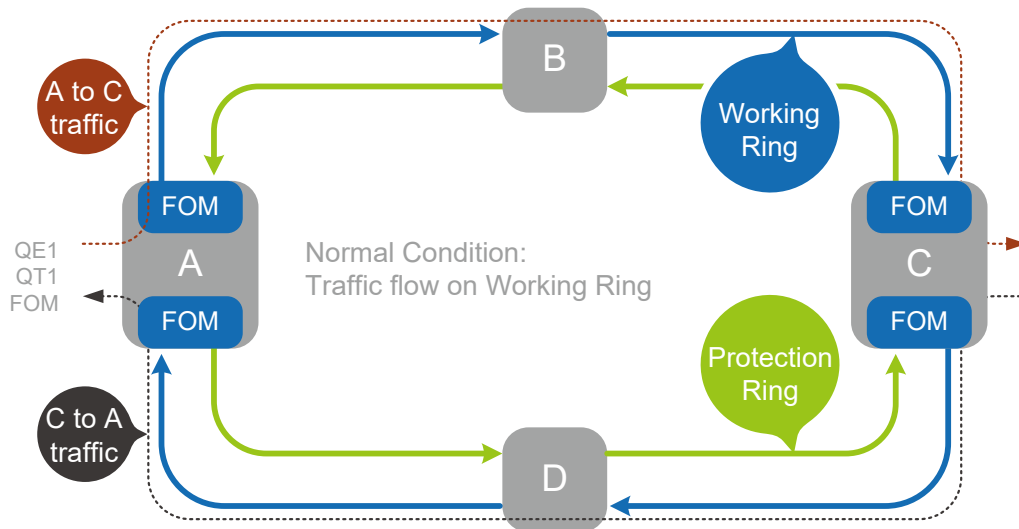 B
A to C
traffic
Working
Ring
FOM
FOM
QE1
QT1
FOM
A
Normal Condition:
Traffic flow on Working Ring
C
FOM
FOM
Protection
Ring
C to A
traffic
D